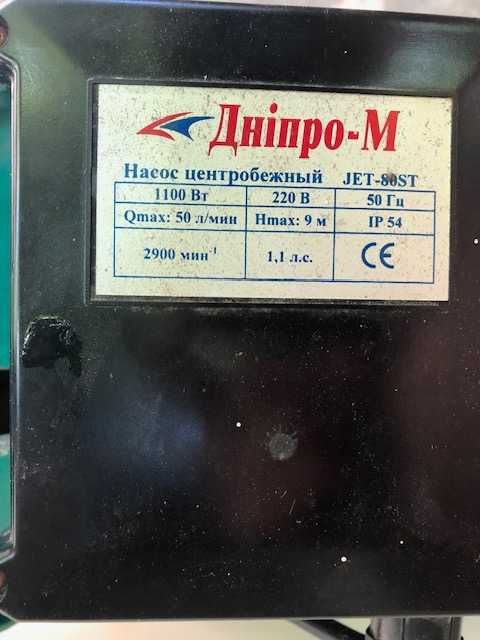 Дніпро-М
Насос центробежный JET-80ST
1100 Вт 220 В 50 Гц
Qmax: 50 л/мин Hmax: 9 м IP 54
2900 мин⁻¹ 1,1 л.с. CE